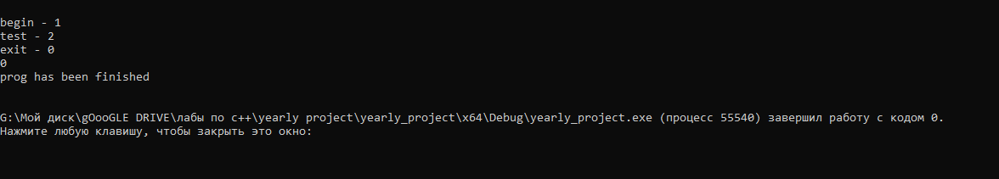 begin - 1
test - 2
exit - 0
0
prog has been finished
G:\Мой диск\gOooGLE DRIVE\лабы по с++\yearly project\yearly_project\x64\Debug\yearly_project.exe (процесс 55540) завершил работу с кодом 0.
Нажмите любую клавишу, чтобы закрыть это окно: